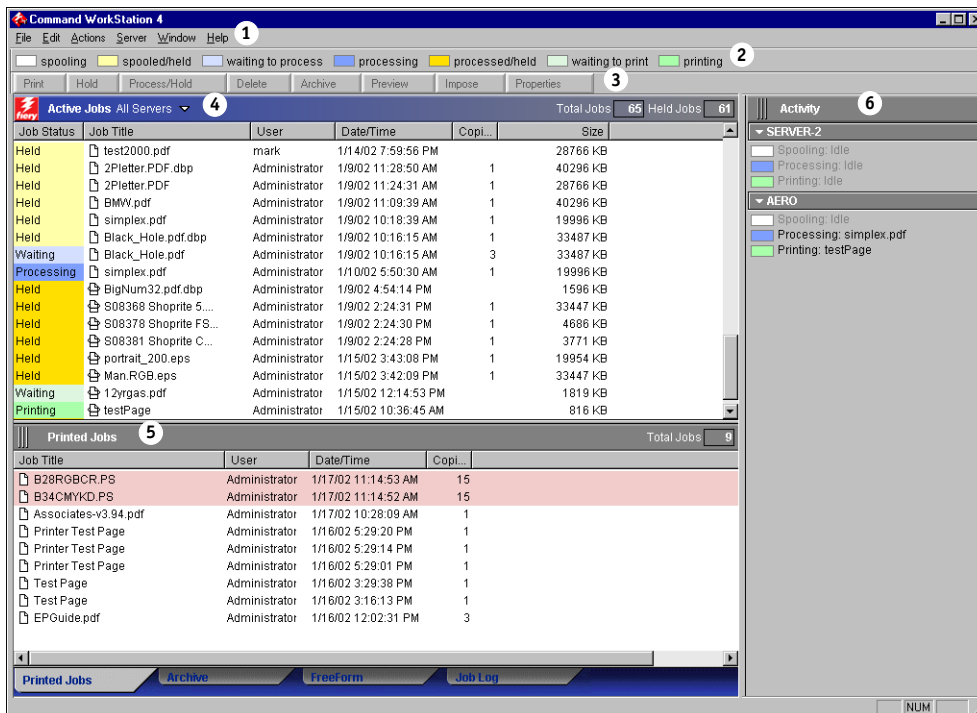 Command WorkStation 4
File Edit Actions Server Window Help 1
spooling spooled/held waiting to process processing processed/held waiting to print printing 2
Print Hold Process/Hold Delete Archive Preview Impose Properties 3
fiery Active Jobs All Servers 4 Total Jobs 65 Held Jobs 61
Job Status Job Title User Date/Time Copi... Size
Held test2000.pdf mark 1/14/02 7:59:56 PM 28766 KB
Held 2Pletter.PDF.dbp Administrator 1/9/02 11:28:50 AM 1 40296 KB
Held 2Pletter.PDF Administrator 1/9/02 11:24:31 AM 1 28766 KB
Held BMW.pdf Administrator 1/9/02 11:09:39 AM 1 40296 KB
Held simplex.pdf Administrator 1/9/02 10:18:39 AM 1 19996 KB
Held Black_Hole.pdf.dbp Administrator 1/9/02 10:16:15 AM 1 33487 KB
Waiting Black_Hole.pdf Administrator 1/9/02 10:16:15 AM 3 33487 KB
Processing simplex.pdf Administrator 1/10/02 5:50:30 AM 1 19996 KB
Held BigNum32.pdf.dbp Administrator 1/9/02 4:54:14 PM 1596 KB
Held S08368 Shoprite 5.... Administrator 1/9/02 2:24:31 PM 1 33447 KB
Held S08378 Shoprite FS... Administrator 1/9/02 2:24:30 PM 1 4686 KB
Held S08381 Shoprite C... Administrator 1/9/02 2:24:28 PM 1 3771 KB
Held portrait_200.eps Administrator 1/15/02 3:43:08 PM 1 19954 KB
Held Man.RGB.eps Administrator 1/15/02 3:42:09 PM 1 33447 KB
Waiting 12yrgas.pdf Administrator 1/15/02 12:14:53 PM 1819 KB
Printing testPage Administrator 1/15/02 10:36:45 AM 816 KB
Printed Jobs 5 Total Jobs 9
Job Title User Date/Time Copi...
B28RGBCR.PS Administrator 1/17/02 11:14:53 AM 15
B34CMYKD.PS Administrator 1/17/02 11:14:52 AM 15
Associates-v3.94.pdf Administrator 1/17/02 10:28:09 AM 1
Printer Test Page Administrator 1/16/02 5:29:20 PM 1
Printer Test Page Administrator 1/16/02 5:29:14 PM 1
Printer Test Page Administrator 1/16/02 5:29:01 PM 1
Test Page Administrator 1/16/02 3:29:38 PM 1
Test Page Administrator 1/16/02 3:16:13 PM 1
EPGuide.pdf Administrator 1/16/02 12:02:31 PM 3
Printed Jobs Archive FreeForm Job Log
Activity 6
SERVER-2
Spooling: Idle
Processing: Idle
Printing: Idle
AERO
Spooling: Idle
Processing: simplex.pdf
Printing: testPage
NUM